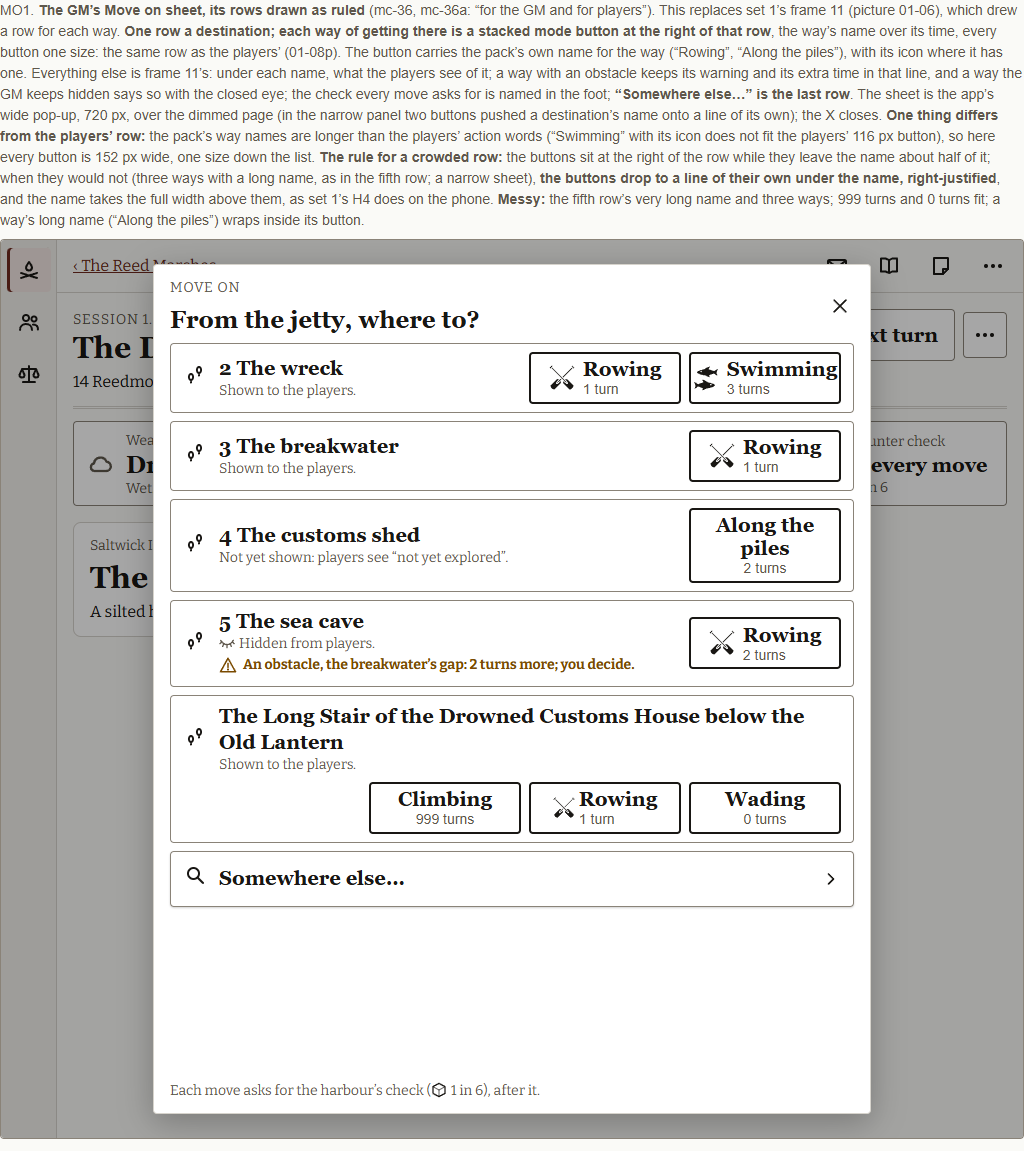 MO1. The GM’s Move on sheet, its rows drawn as ruled (mc-36, mc-36a: “for the GM and for players”). This replaces set 1’s frame 11 (picture 01-06), which drew
a row for each way. One row a destination; each way of getting there is a stacked mode button at the right of that row, the way’s name over its time, every
button one size: the same row as the players’ (01-08p). The button carries the pack’s own name for the way (“Rowing”, “Along the piles”), with its icon where it has
one. Everything else is frame 11’s: under each name, what the players see of it; a way with an obstacle keeps its warning and its extra time in that line, and a way the
GM keeps hidden says so with the closed eye; the check every move asks for is named in the foot; “Somewhere else…” is the last row. The sheet is the app’s
wide pop-up, 720 px, over the dimmed page (in the narrow panel two buttons pushed a destination’s name onto a line of its own); the X closes. One thing differs
from the players’ row: the pack’s way names are longer than the players’ action words (“Swimming” with its icon does not fit the players’ 116 px button), so here
every button is 152 px wide, one size down the list. The rule for a crowded row: the buttons sit at the right of the row while they leave the name about half of it;
when they would not (three ways with a long name, as in the fifth row; a narrow sheet), the buttons drop to a line of their own under the name, right-justified,
and the name takes the full width above them, as set 1’s H4 does on the phone. Messy: the fifth row’s very long name and three ways; 999 turns and 0 turns fit; a
way’s long name (“Along the piles”) wraps inside its button.
‹ The Reed
SESSION 1.
The
14 Reedmo
xt turn
Wea
Wet
unter check
every move
n 6
Saltwick
The
A silted
MOVE ON
From the jetty, where to?
2 The wreck
Shown to the players.
Rowing
1 turn
Swimming
3 turns
3 The breakwater
Shown to the players.
Rowing
1 turn
4 The customs shed
Not yet shown: players see “not yet explored”.
Along the
piles
2 turns
5 The sea cave
Hidden from players.
An obstacle, the breakwater’s gap: 2 turns more; you decide.
Rowing
2 turns
The Long Stair of the Drowned Customs House below the
Old Lantern
Shown to the players.
Climbing
999 turns
Rowing
1 turn
Wading
0 turns
Somewhere else…
Each move asks for the harbour’s check (1 in 6), after it.